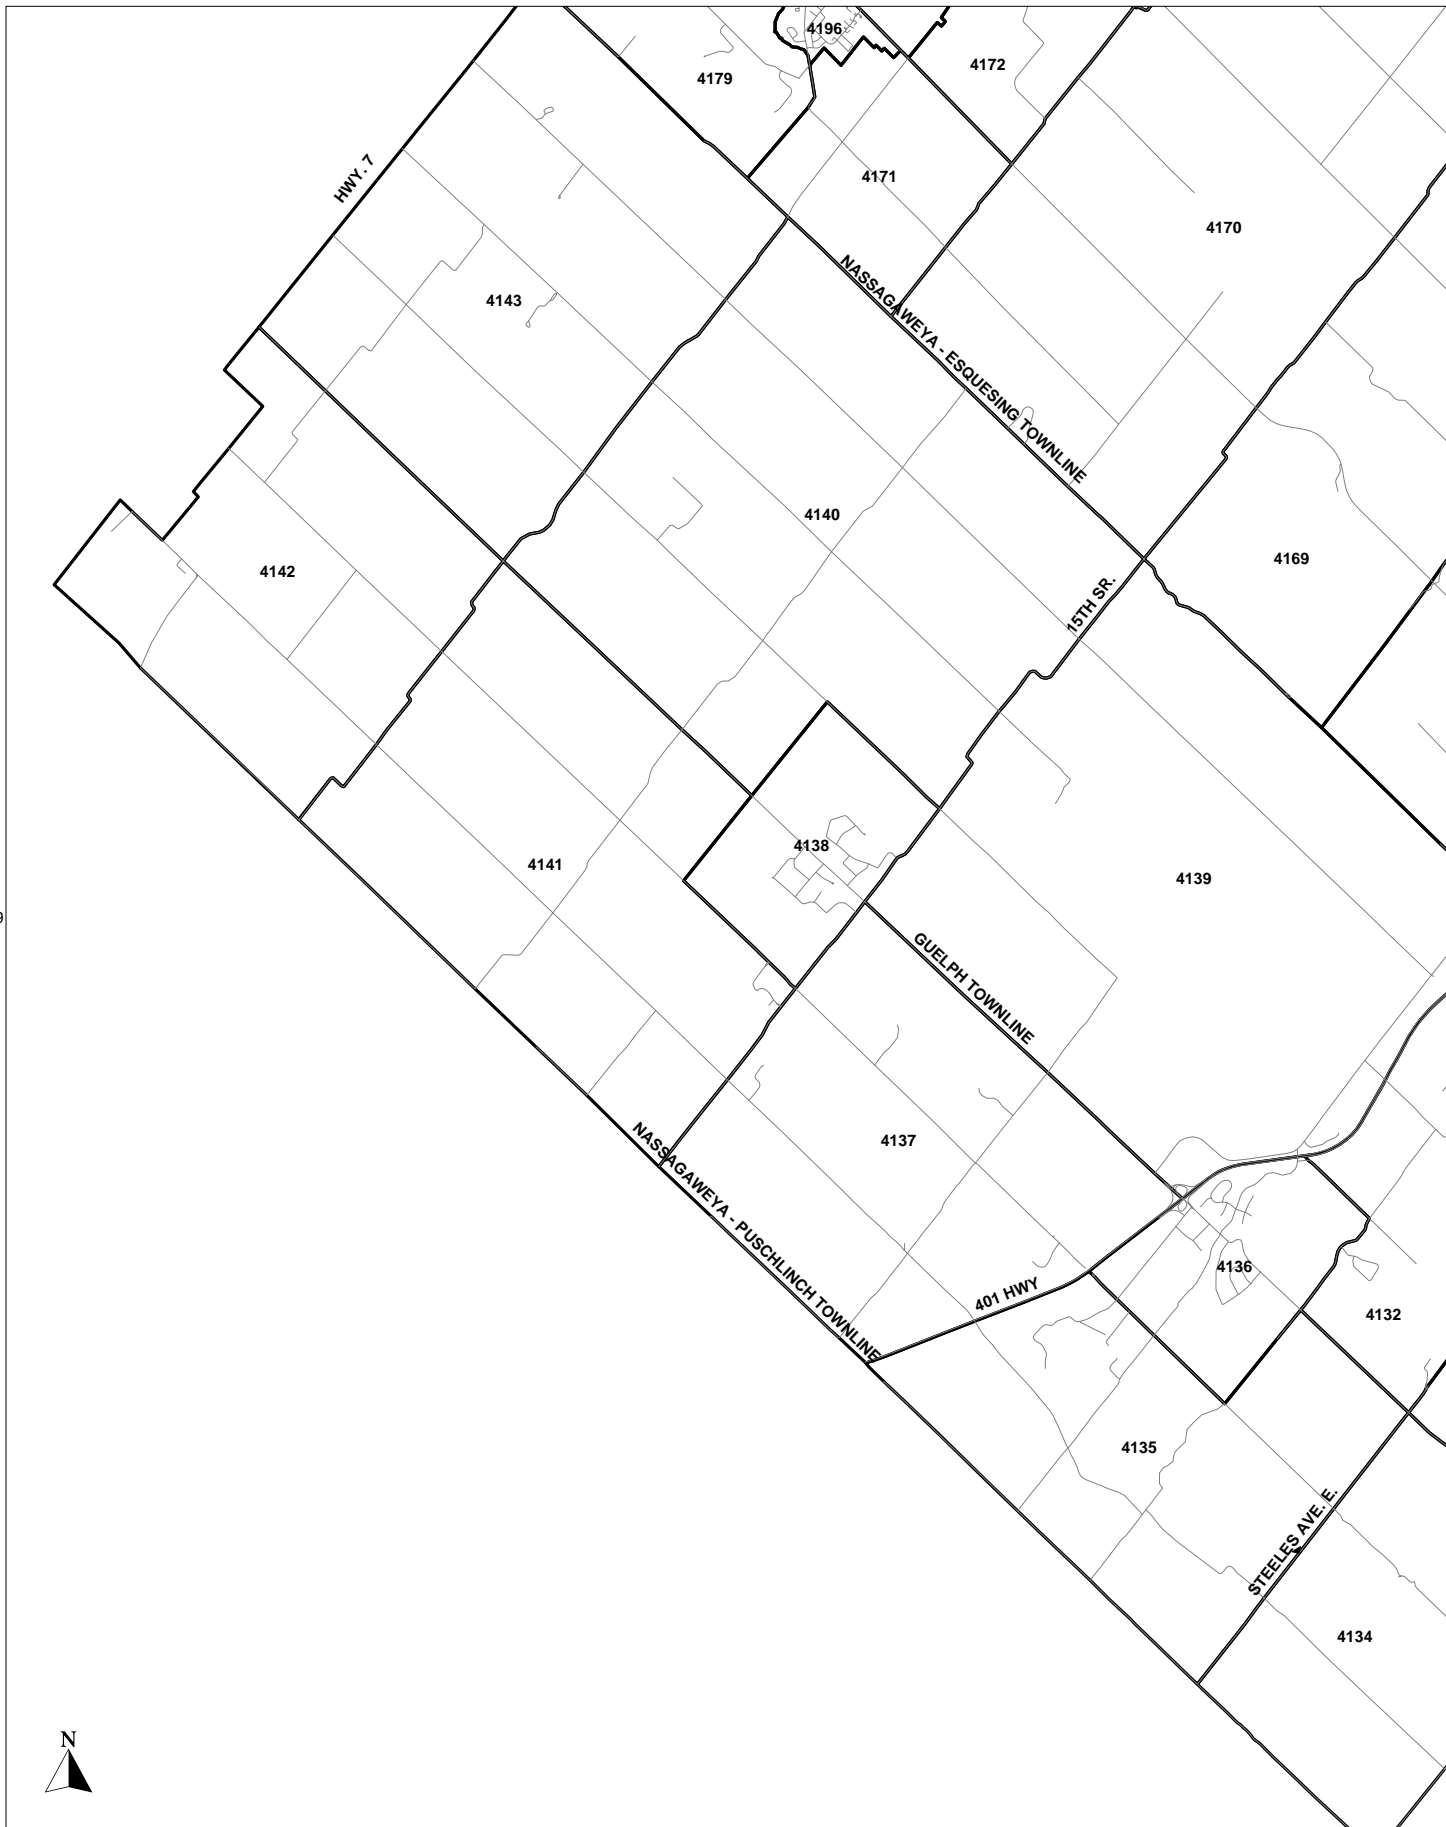 4196
4172
4179
HWY. 7
4171
4170
NASSAGAWEYA - ESQUESING TOWNLINE
4143
4140
4169
4142
15TH SR.
4138
4141
4139
9
GUELPH TOWNLINE
4137
NASSAGAWEYA - PUSCHLINCH TOWNLINE
4136
401 HWY
4132
4135
STEELES AVE. E.
4134
N